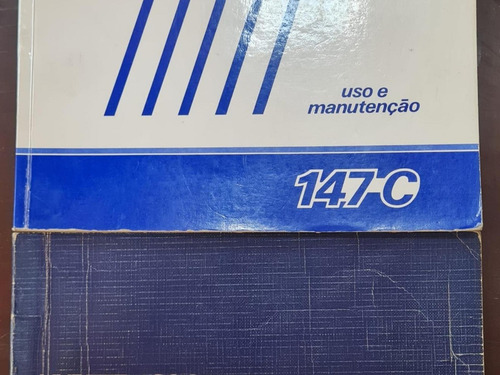 uso e
manutenção
147-C